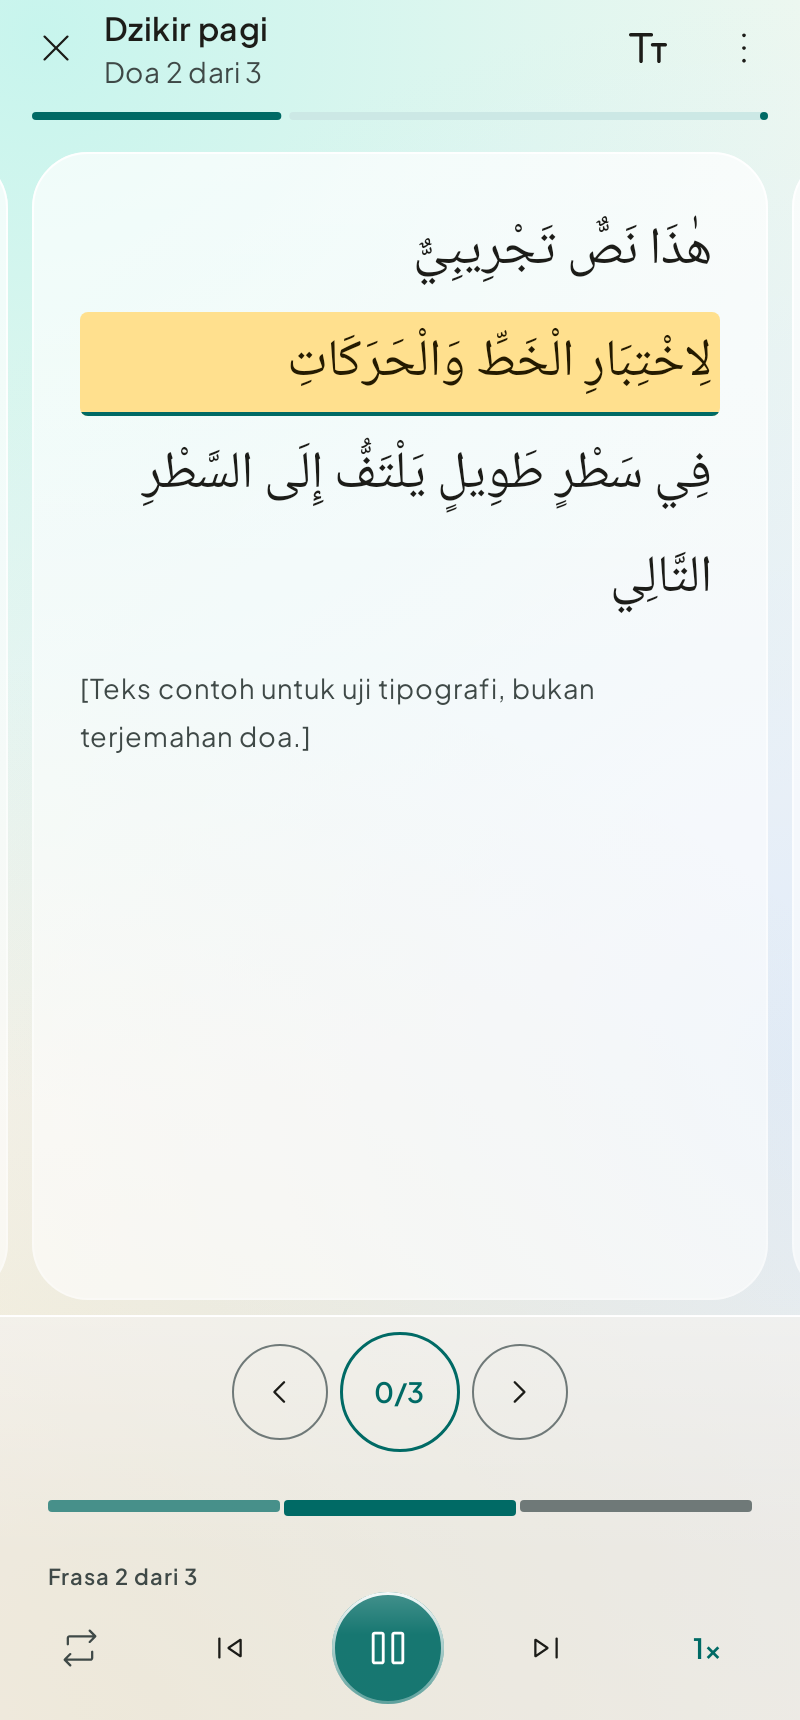 Dzikir pagi
Doa 2 dari 3
هٰذَا نَصٌّ تَجْرِيبِيٌّ
لِاخْتِبَارِ الْخَطِّ وَالْحَرَكَاتِ
فِي سَطْرٍ طَوِيلٍ يَلْتَفُّ إِلَى السَّطْرِ
التَّالِي
[Teks contoh untuk uji tipografi, bukan
terjemahan doa.]
0/3
Frasa 2 dari 3
1×